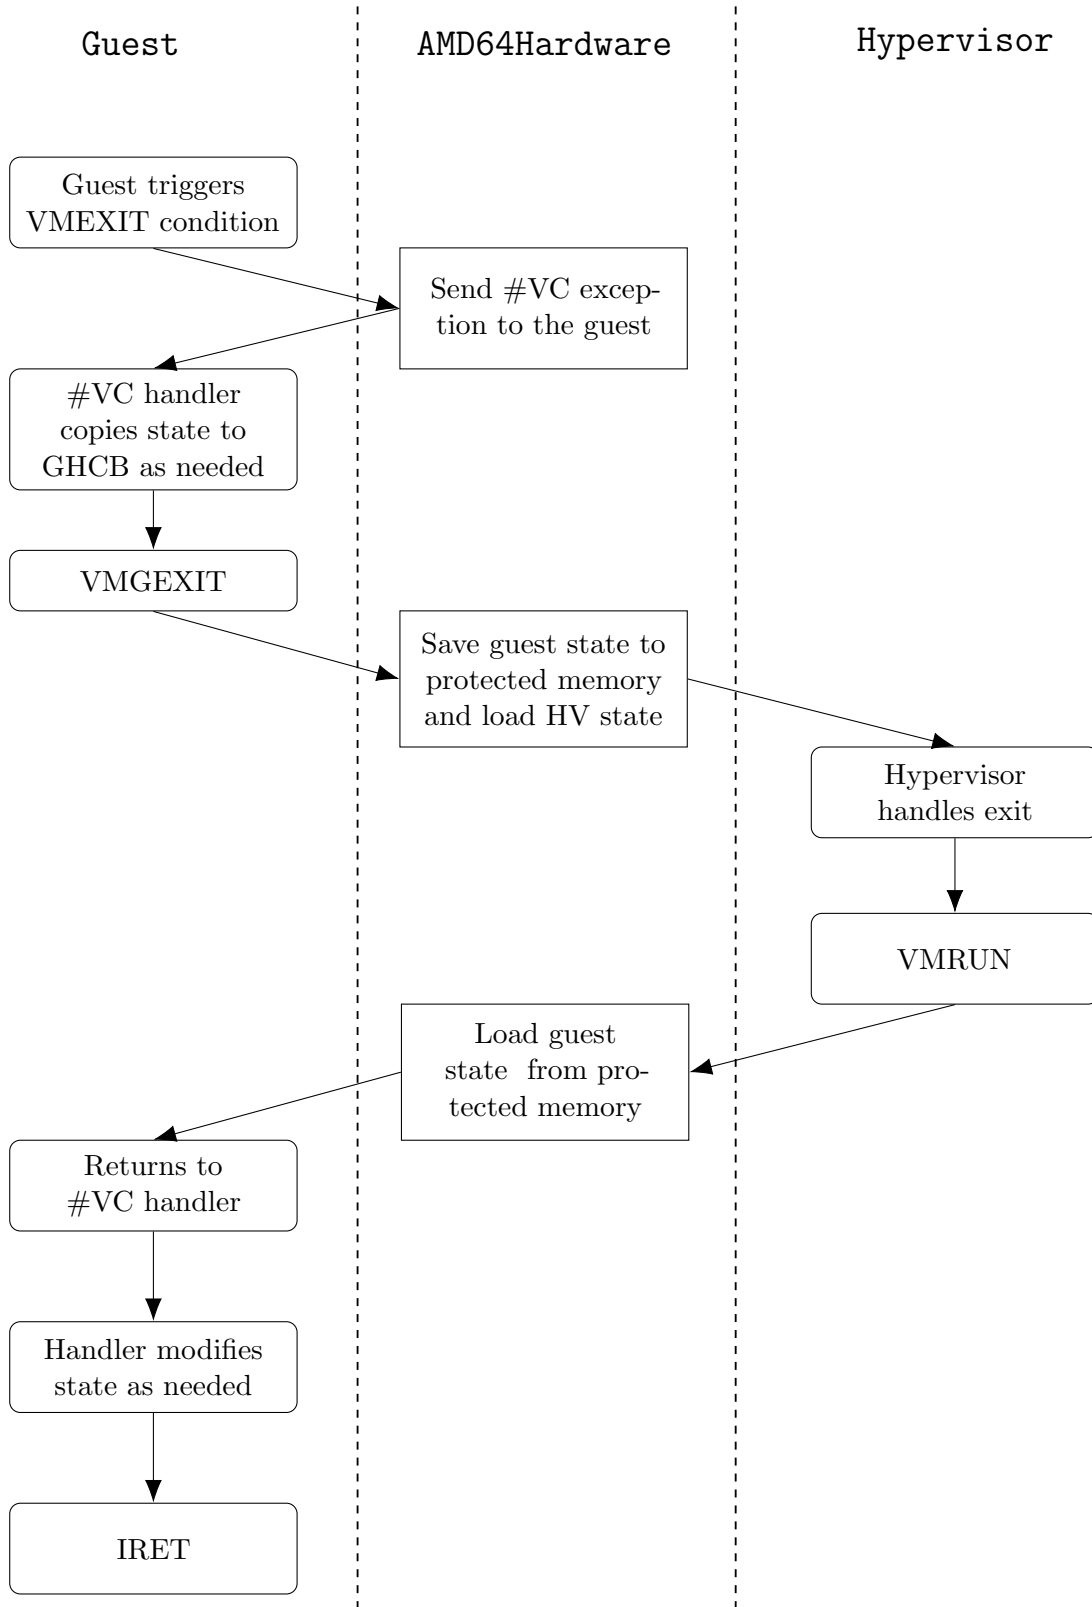 Guest
AMD64Hardware
Hypervisor
Guest triggers
VMEXIT condition
Send #VC excep-
tion to the guest
#VC handler
copies state to
GHCB as needed
VMGEXIT
Save guest state to
protected memory
and load HV state
Hypervisor
handles exit
VMRUN
Load guest
state from pro-
tected memory
Returns to
#VC handler
Handler modifies
state as needed
IRET